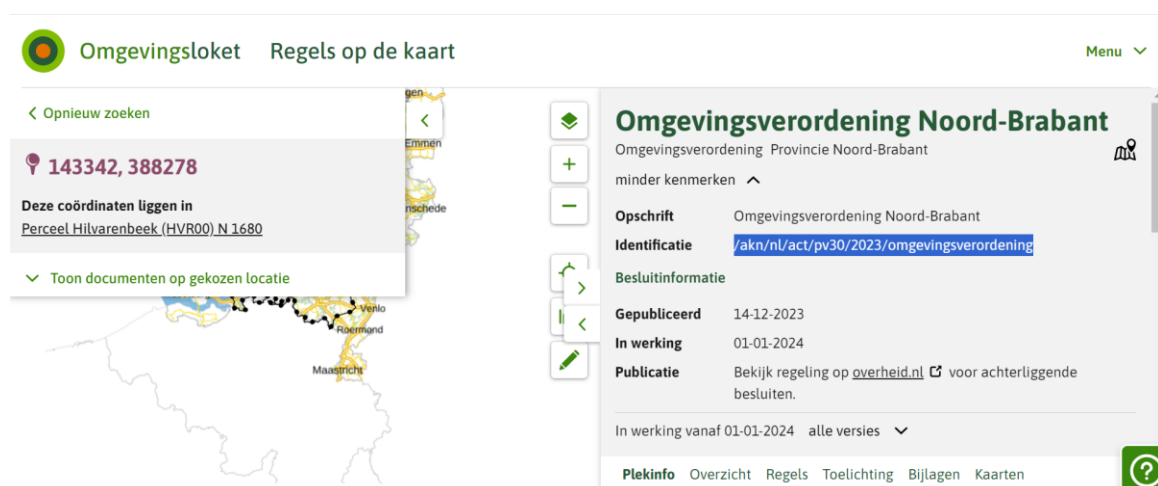 Omgevingsloket Regels op de kaart
Menu
Opnieuw zoeken
143342, 388278
Deze coördinaten liggen in
Perceel Hilvarenbeek (HVR00) N 1680
Toon documenten op gekozen locatie
gen
Emmen
nschede
Venlo
Roermond
Maastricht
Omgevingsverordening Noord-Brabant
Omgevingsverordening Provincie Noord-Brabant
minder kenmerken
Opschrift Omgevingsverordening Noord-Brabant
Identificatie /akn/nl/act/pv30/2023/omgevingsverordening
Besluitinformatie
Gepubliceerd 14-12-2023
In werking 01-01-2024
Publicatie Bekijk regeling op overheid.nl voor achterliggende
besluiten.
In werking vanaf 01-01-2024 alle versies
Plekinfo Overzicht Regels Toelichting Bijlagen Kaarten